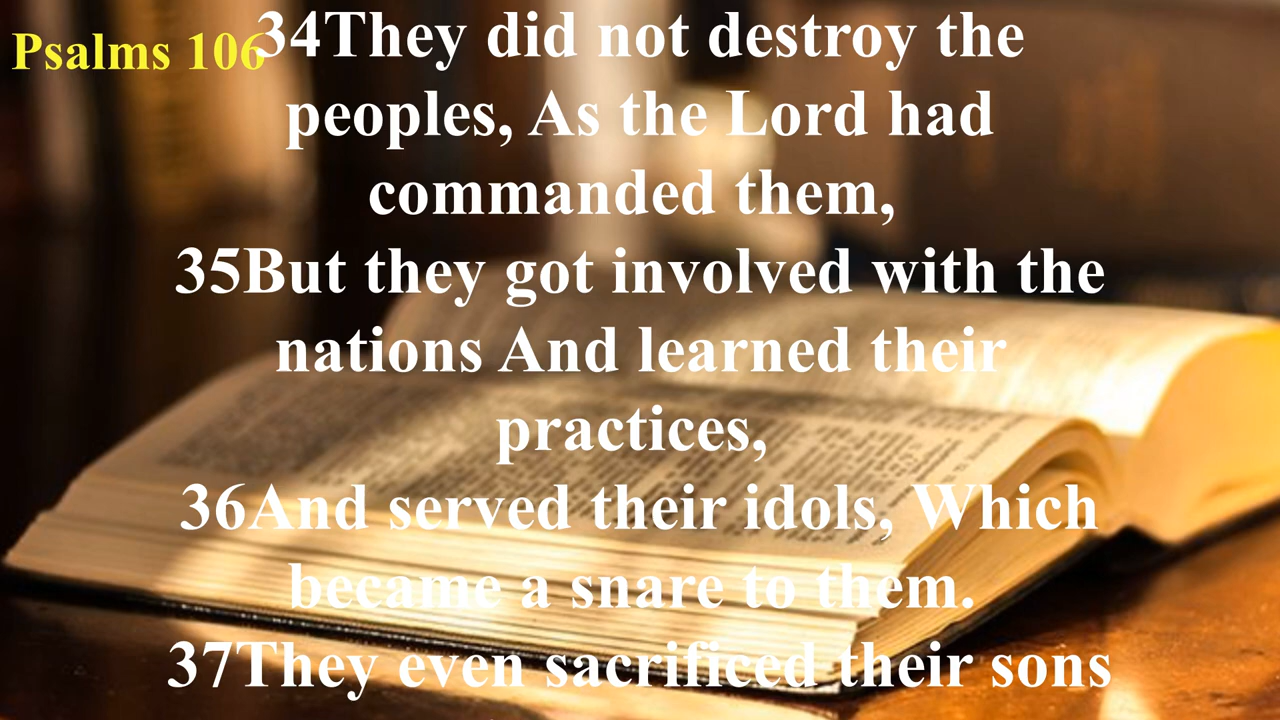 Psalms 106
34They did not destroy the
peoples, As the Lord had
commanded them,
35But they got involved with the
nations And learned their
practices,
36And served their idols, Which
became a snare to them.
37They even sacrificed their sons